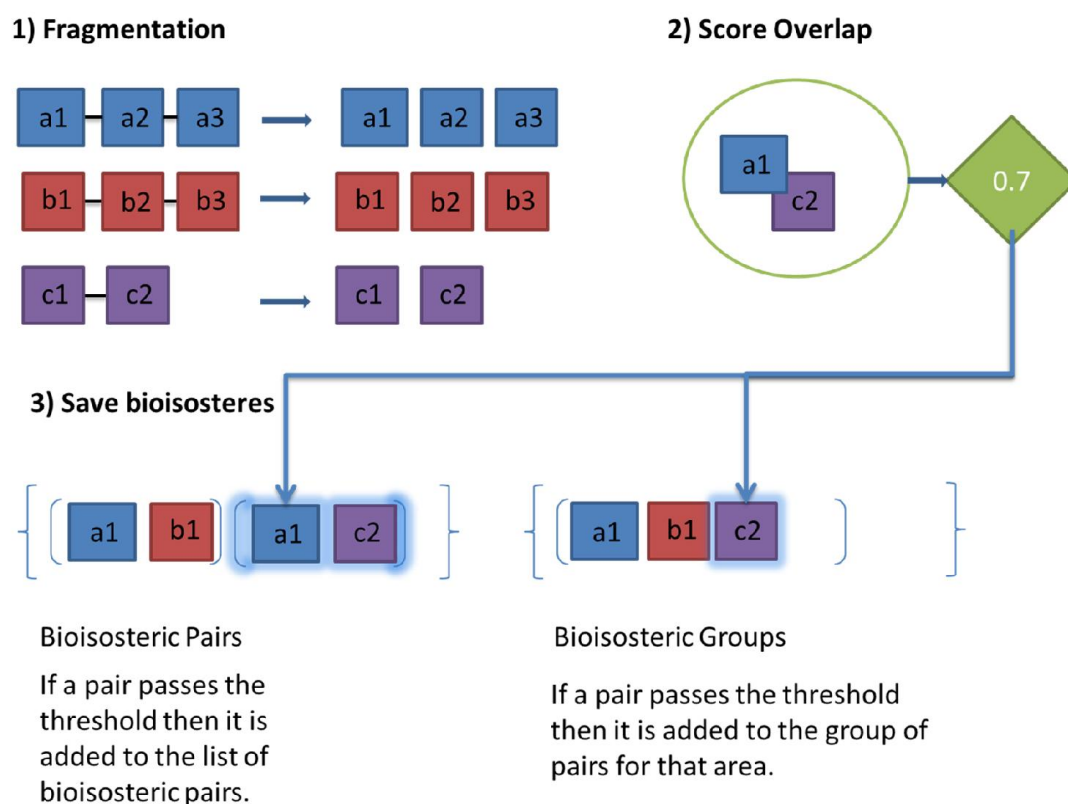 1) Fragmentation
2) Score Overlap
a1 a2 a3 a1 a2 a3
b1 b2 b3 b1 b2 b3
c1 c2 c1 c2
a1
c2
0.7
3) Save bioisosteres
a1 b1 a1 c2
a1 b1 c2
Bioisosteric Pairs
If a pair passes the
threshold then it is
added to the list of
bioisosteric pairs.
Bioisosteric Groups
If a pair passes the threshold
then it is added to the group of
pairs for that area.